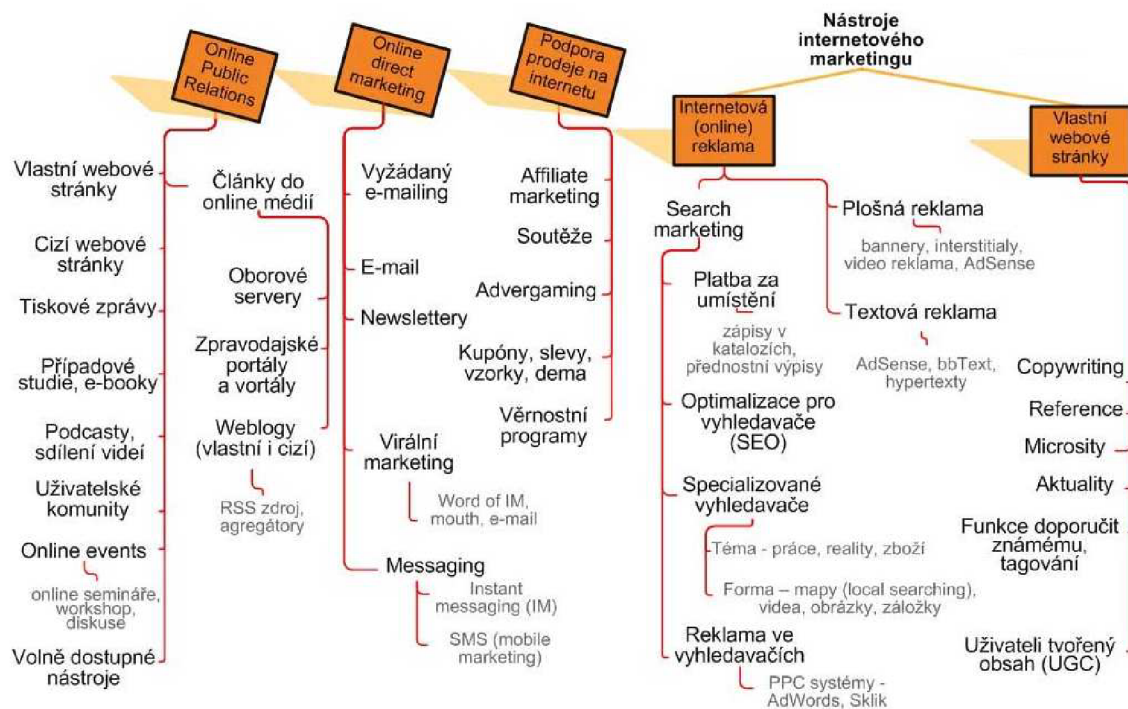 Nástroje
internetového
marketingu
Online
Public
Relations
Vlastní webové
stránky
Cizí webové
stránky
Tiskové zprávy
Případové
studie, e-booky
Podcasty,
sdílení videí
Uživatelské
komunity
Online events
online semináře,
workshop,
diskuse
Volně dostupné
nástroje
Články do
online médií
Oborové
servery
Zpravodajské
portály
a vortály
Weblogy
(vlastní i cizí)
RSS zdroj,
agregátory
Online
direct
marketing
Vyžádaný
e-mailing
E-mail
Newslettery
Virální
marketing
Word of IM,
mouth, e-mail
Messaging
Instant
messaging (IM)
SMS (mobile
marketing)
Podpora
prodeje na
internetu
Affiliate
marketing
Soutěže
Advergaming
Kupóny, slevy,
vzorky, dema
Věrnostní
programy
Internetová
(online)
reklama
Search
marketing
Platba za
umístění
zápisy v
katalozích,
přednostní výpisy
Optimalizace pro
vyhledavače
(SEO)
Specializované
vyhledavače
Téma - práce, reality, zboží
Forma – mapy (local searching),
videa, obrázky, záložky
Reklama ve
vyhledavačích
PPC systémy -
AdWords, Sklik
Plošná reklama
bannery, interstitialy,
video reklama, AdSense
Textová reklama
AdSense, bbText,
hypertexty
Vlastní
webové
stránky
Copywriting
Reference
Microsity
Aktuality
Funkce doporučit
známému,
tagování
Uživateli tvořený
obsah (UGC)